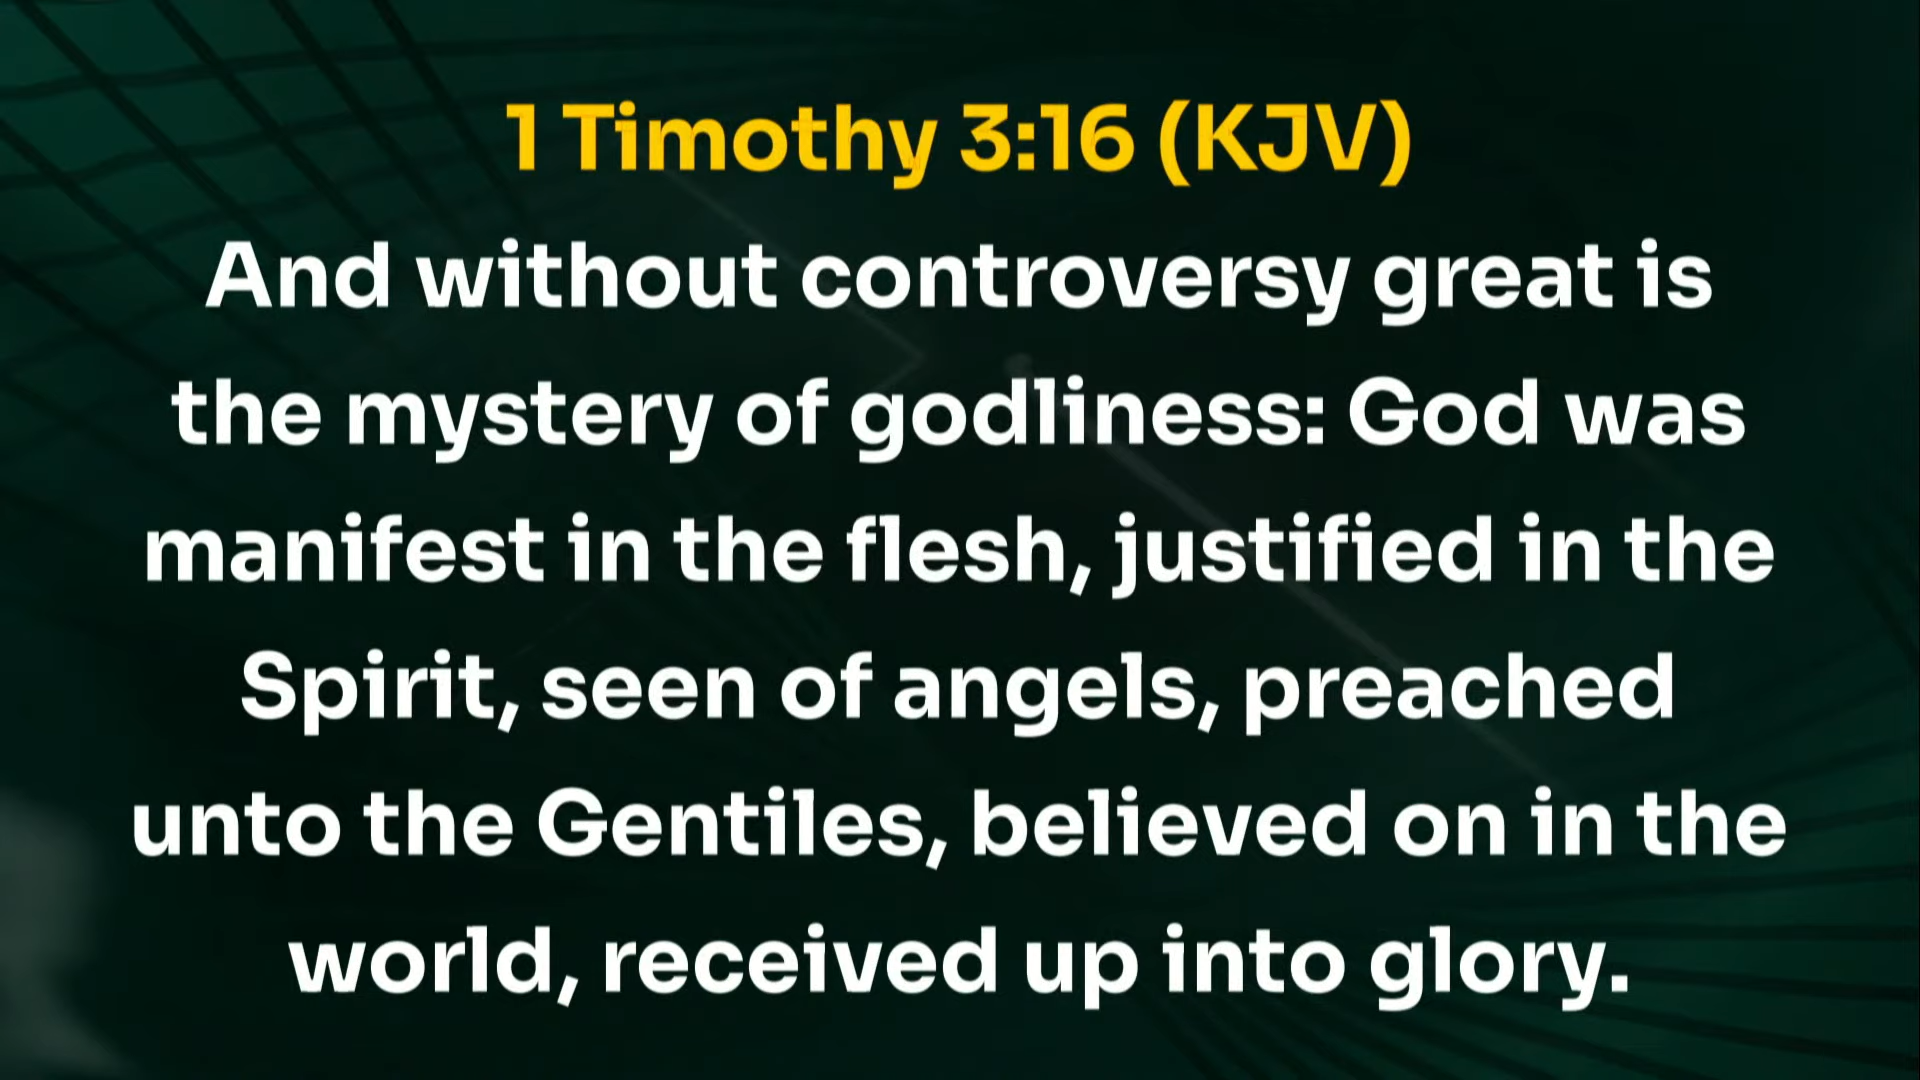 1 Timothy 3:16 (KJV)
And without controversy great is
the mystery of godliness: God was
manifest in the flesh, justified in the
Spirit, seen of angels, preached
unto the Gentiles, believed on in the
world, received up into glory.